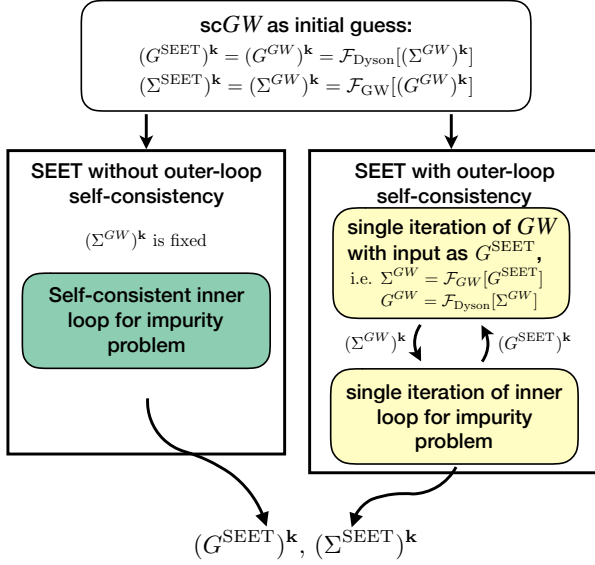 scGW as initial guess:
(G^SEET)^k = (G^GW)^k = F_Dyson[(Σ^GW)^k]
(Σ^SEET)^k = (Σ^GW)^k = F_GW[(G^GW)^k]
SEET without outer-loop
self-consistency
(Σ^GW)^k is fixed
Self-consistent inner
loop for impurity
problem
SEET with outer-loop
self-consistency
single iteration of GW
with input as G^SEET,
i.e. Σ^GW = F_GW[G^SEET]
G^GW = F_Dyson[Σ^GW]
(Σ^GW)^k
(G^SEET)^k
single iteration of inner
loop for impurity
problem
(G^SEET)^k, (Σ^SEET)^k